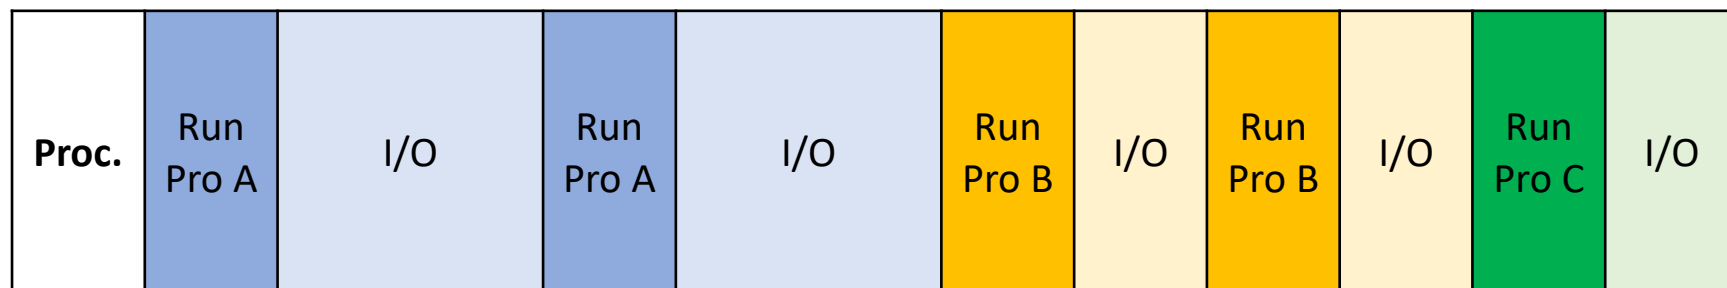 Proc.
Run
Pro A
I/O
Run
Pro A
I/O
Run
Pro B
I/O
Run
Pro B
I/O
Run
Pro C
I/O